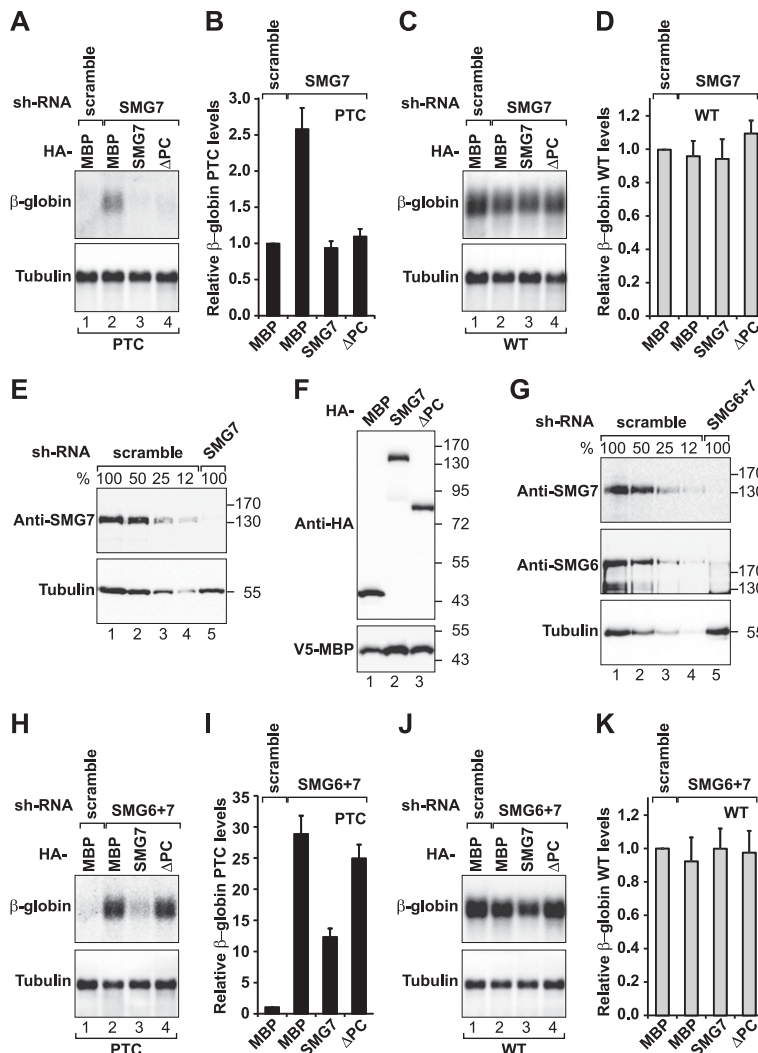 A
sh-RNA
scramble
SMG7
HA-
MBP
MBP
SMG7
ΔPC
β-globin
Tubulin
1 2 3 4
PTC
B
scramble
SMG7
PTC
Relative β–globin PTC levels
3.0
2.5
2.0
1.5
1.0
0.5
0.0
MBP
MBP
SMG7
ΔPC
C
sh-RNA
scramble
SMG7
HA-
MBP
MBP
SMG7
ΔPC
β-globin
Tubulin
1 2 3 4
WT
D
scramble
SMG7
WT
Relative β–globin WT levels
1.2
1.0
0.8
0.6
0.4
0.2
0.0
MBP
MBP
SMG7
ΔPC
E
sh-RNA
scramble
SMG7
% 100 50 25 12 100
Anti-SMG7
170
130
Tubulin
55
1 2 3 4 5
F
HA-
MBP
SMG7
ΔPC
Anti-HA
170
130
95
72
55
43
V5-MBP
55
43
1 2 3
G
sh-RNA
scramble
SMG6+7
% 100 50 25 12 100
Anti-SMG7
170
130
Anti-SMG6
170
130
Tubulin
55
1 2 3 4 5
H
sh-RNA
scramble
SMG6+7
HA-
MBP
MBP
SMG7
ΔPC
β-globin
Tubulin
1 2 3 4
PTC
I
scramble
SMG6+7
PTC
Relative β–globin PTC levels
35
30
25
20
15
10
5
0
MBP
MBP
SMG7
ΔPC
J
sh-RNA
scramble
SMG6+7
HA-
MBP
MBP
SMG7
ΔPC
β-globin
Tubulin
1 2 3 4
WT
K
scramble
SMG6+7
WT
Relative β–globin WT levels
1.2
1.0
0.8
0.6
0.4
0.2
0.0
MBP
MBP
SMG7
ΔPC